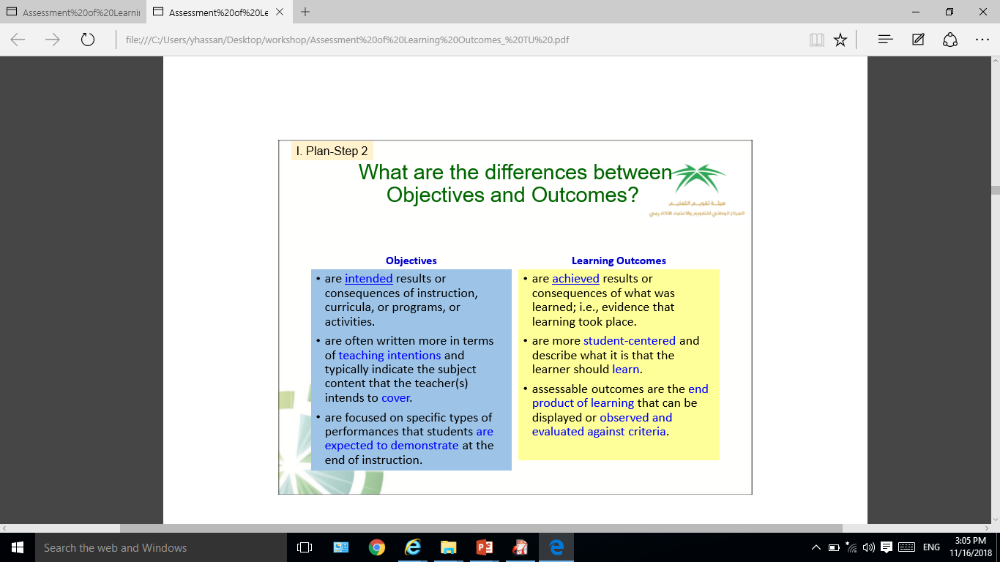 Assessment%20of%20Learnin
Assessment%20of%20Le
file:///C:/Users/yhassan/Desktop/workshop/Assessment%20of%20Learning%20Outcomes_%20TU%20.pdf
I. Plan-Step 2
What are the differences between
Objectives and Outcomes?
هيئة تقويم التعليم
المركز الوطني للتقويم والاعتماد الأكاديمي
Objectives
• are intended results or
consequences of instruction,
curricula, or programs, or
activities.
• are often written more in terms
of teaching intentions and
typically indicate the subject
content that the teacher(s)
intends to cover.
• are focused on specific types of
performances that students are
expected to demonstrate at the
end of instruction.
Learning Outcomes
• are achieved results or
consequences of what was
learned; i.e., evidence that
learning took place.
• are more student-centered and
describe what it is that the
learner should learn.
• assessable outcomes are the end
product of learning that can be
displayed or observed and
evaluated against criteria.
Search the web and Windows
ENG
3:05 PM
11/16/2018